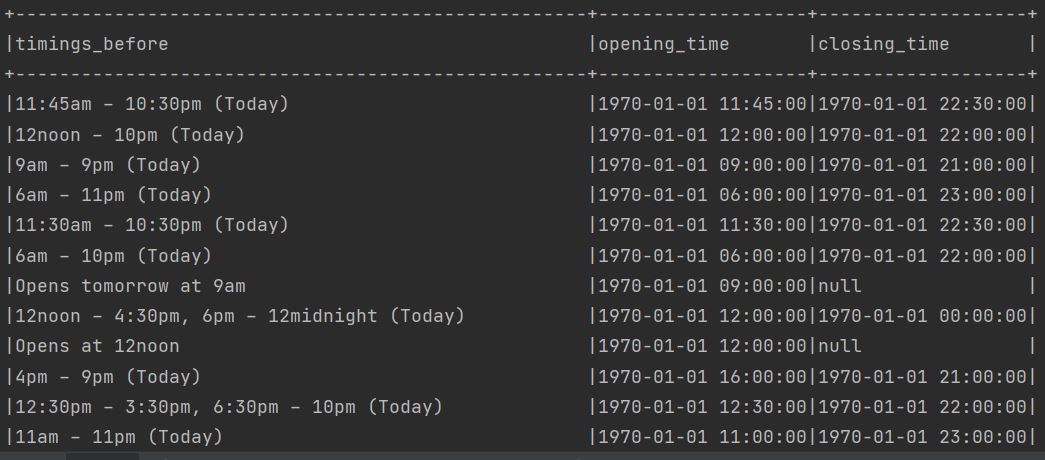 +----------------------------------------------------+-------------------+-------------------+
|timings_before                                      |opening_time       |closing_time       |
+----------------------------------------------------+-------------------+-------------------+
|11:45am – 10:30pm (Today)                           |1970-01-01 11:45:00|1970-01-01 22:30:00|
|12noon – 10pm (Today)                               |1970-01-01 12:00:00|1970-01-01 22:00:00|
|9am – 9pm (Today)                                   |1970-01-01 09:00:00|1970-01-01 21:00:00|
|6am – 11pm (Today)                                  |1970-01-01 06:00:00|1970-01-01 23:00:00|
|11:30am – 10:30pm (Today)                           |1970-01-01 11:30:00|1970-01-01 22:30:00|
|6am – 10pm (Today)                                  |1970-01-01 06:00:00|1970-01-01 22:00:00|
|Opens tomorrow at 9am                               |1970-01-01 09:00:00|null               |
|12noon – 4:30pm, 6pm – 12midnight (Today)           |1970-01-01 12:00:00|1970-01-01 00:00:00|
|Opens at 12noon                                     |1970-01-01 12:00:00|null               |
|4pm – 9pm (Today)                                   |1970-01-01 16:00:00|1970-01-01 21:00:00|
|12:30pm – 3:30pm, 6:30pm – 10pm (Today)             |1970-01-01 12:30:00|1970-01-01 22:00:00|
|11am – 11pm (Today)                                 |1970-01-01 11:00:00|1970-01-01 23:00:00|